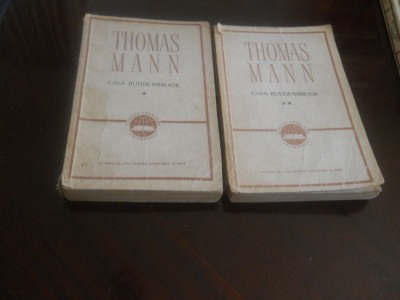 THOMAS
MANN
CASA BUDDENBROOK
*
THOMAS
MANN
CASA BUDDENBROOK
**